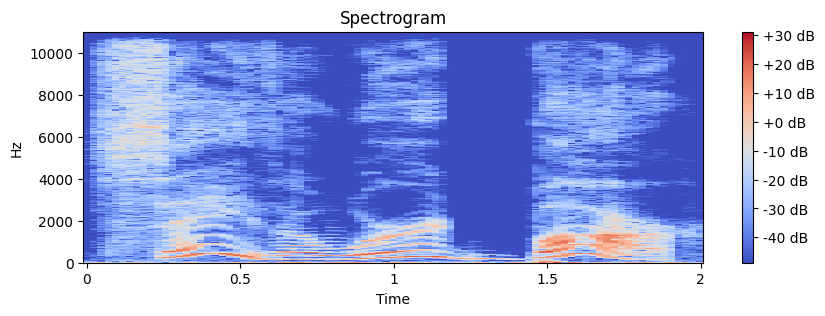 Spectrogram
Hz
10000
8000
6000
4000
2000
0
0
0.5
1
1.5
2
Time
+30 dB
+20 dB
+10 dB
+0 dB
-10 dB
-20 dB
-30 dB
-40 dB